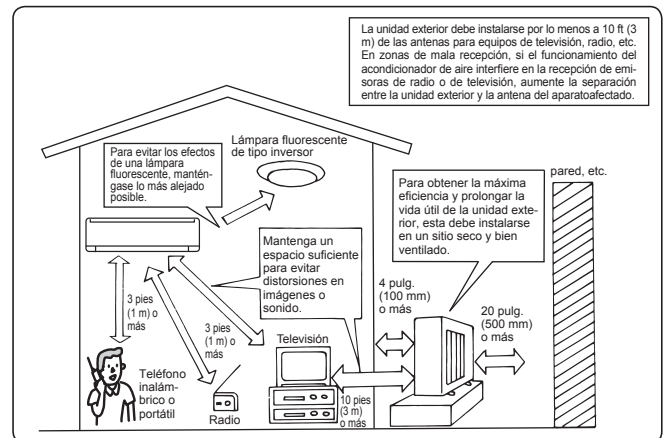 La unidad exterior debe instalarse por lo menos a 10 ft (3
m) de las antenas para equipos de televisión, radio, etc.
En zonas de mala recepción, si el funcionamiento del
acondicionador de aire interfiere en la recepción de emi-
soras de radio o de televisión, aumente la separación
entre la unidad exterior y la antena del aparatoafectado.
Lámpara fluorescente
de tipo inversor
Para evitar los efectos
de una lámpara
fluorescente, mantén-
gase lo más alejado
posible.
pared, etc.
Para obtener la máxima
eficiencia y prolongar la
vida útil de la unidad exte-
rior, esta debe instalarse
en un sitio seco y bien
ventilado.
Mantenga un
espacio suficiente
para evitar
distorsiones en
imágenes o
sonido.
4 pulg.
(100 mm)
o más
20 pulg.
(500 mm)
o más
3 pies
(1 m) o
más
3 pies
(1 m) o
más
Televisión
Teléfono
inalám-
brico o
portátil
Radio
10 pies
(3 m)
o más